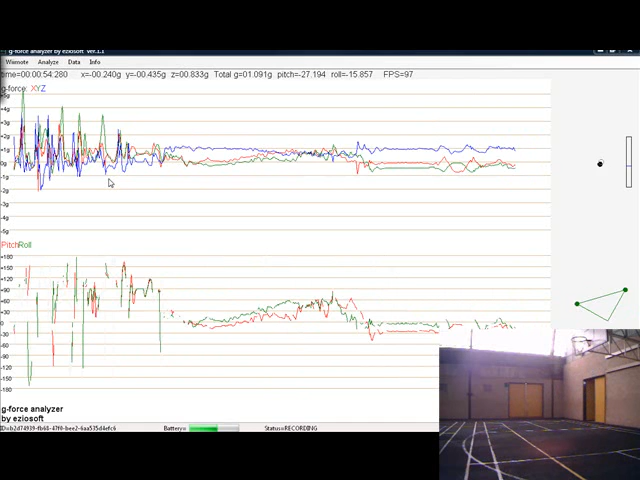 g-force analyzer by eziosoft ver.1.1
Wiimote Analyze Data Info
time=00:00:54:280 x=-00.240g y=-00.435g z=00.833g Total g=01.091g pitch=-27.194 roll=-15.857 FPS=97
g-force: XYZ
+5g
+4g
+3g
+2g
+1g
0g
-1g
-2g
-3g
-4g
-5g
PitchRoll
+180
+150
+120
+90
+60
+30
0
-30
-60
-90
-120
-150
-180
g-force analyzer
by eziosoft
Battery= Status=RECORDING